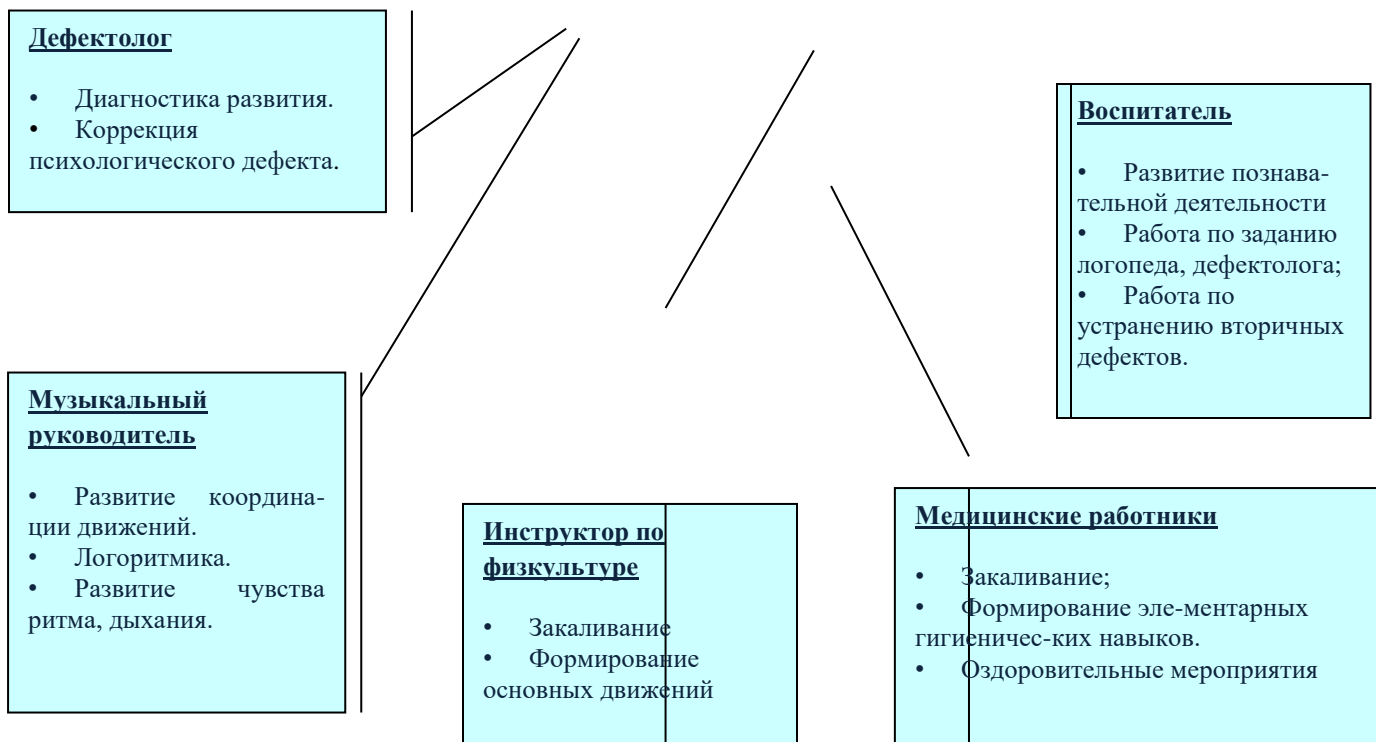 Дефектолог
• Диагностика развития.
• Коррекция
психологического дефекта.
Воспитатель
• Развитие познава-
тельной деятельности
• Работа по заданию
логопеда, дефектолога;
• Работа по
устранению вторичных
дефектов.
Музыкальный
руководитель
• Развитие координа-
ции движений.
• Логоритмика.
• Развитие чувства
ритма, дыхания.
Инструктор по
физкультуре
• Закаливание
• Формирование
основных движений
Медицинские работники
• Закаливание;
• Формирование эле-ментарных
гигиеничес-ких навыков.
• Оздоровительные мероприятия